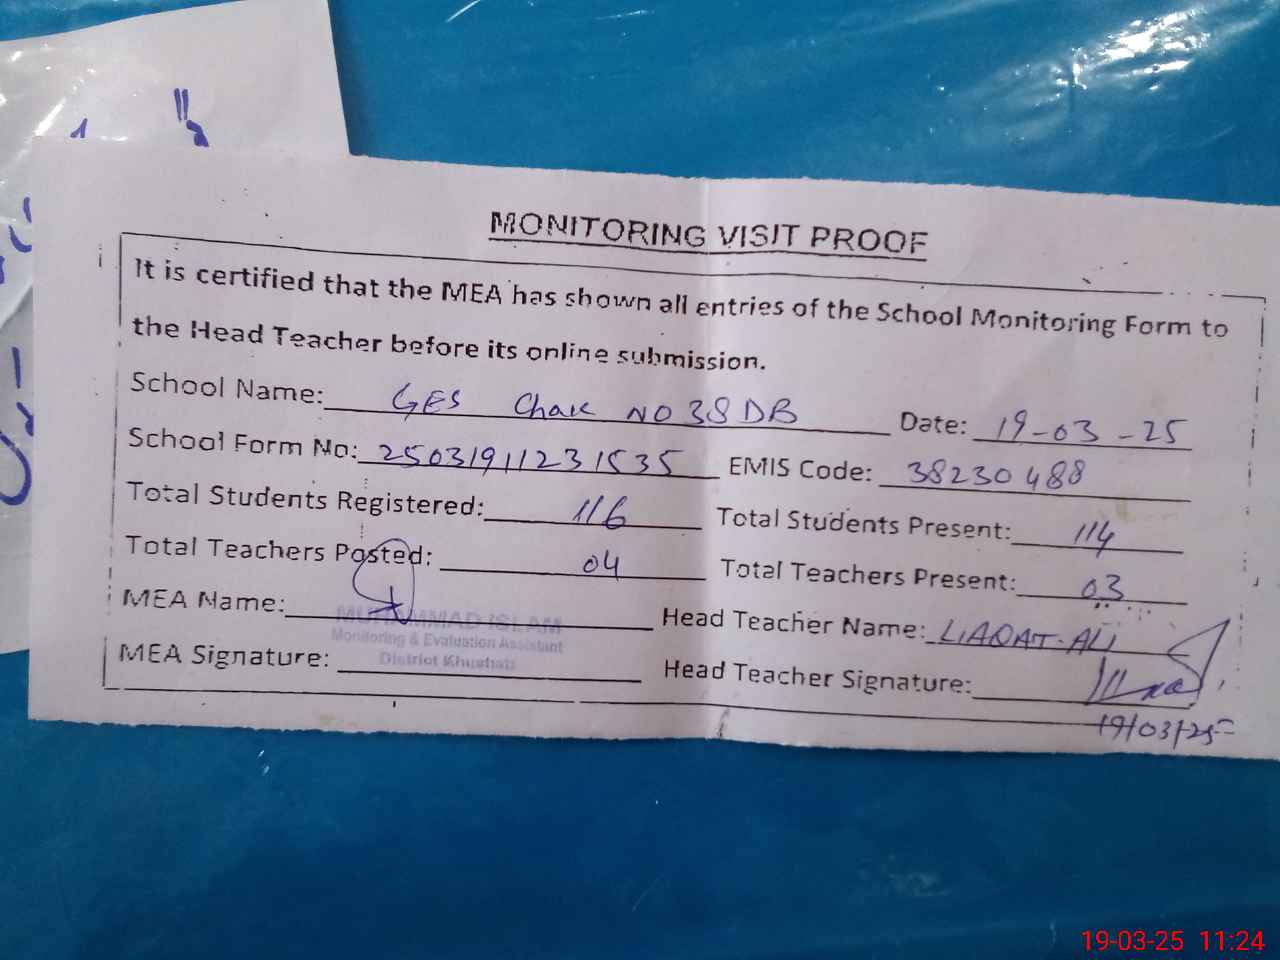 MONITORING VISIT PROOF
It is certified that the MEA has shown all entries of the School Monitoring Form to
the Head Teacher before its online submission.
School Name: GES Chak NO 38 DB Date: 19-03-25
School Form No: 25031911231535 EMIS Code: 38230488
Total Students Registered: 116 Total Students Present: 114
Total Teachers Posted: 04 Total Teachers Present: 03
MEA Name: MUHAMMAD ISLAM Head Teacher Name: LIAQAT-ALI
Monitoring & Evaluation Assistant
District Khushab
MEA Signature: Head Teacher Signature:
19/03/25
19-03-25 11:24